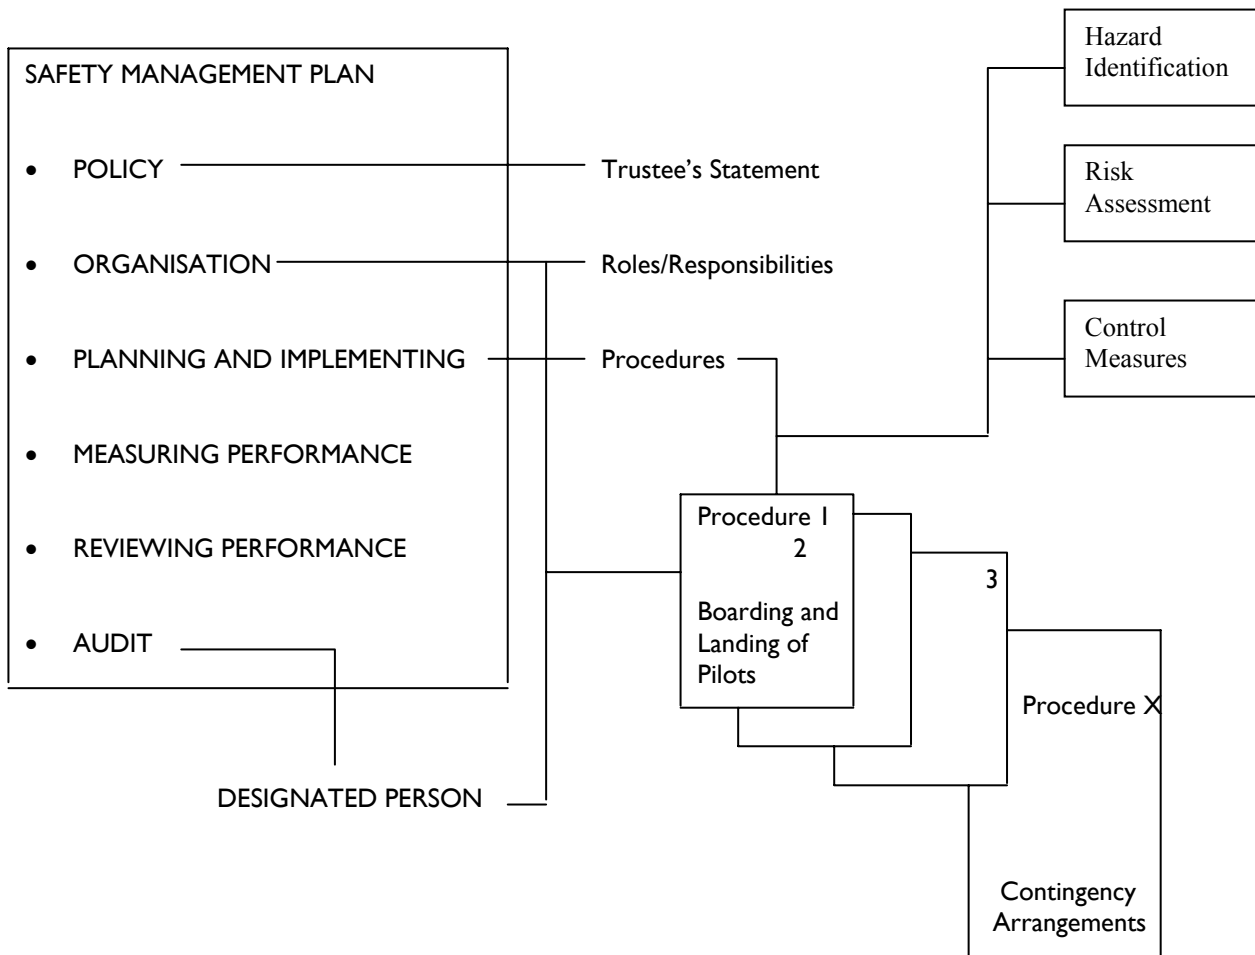 Hazard
Identification
SAFETY MANAGEMENT PLAN
• POLICY
Trustee’s Statement
Risk
Assessment
• ORGANISATION
Roles/Responsibilities
Control
Measures
• PLANNING AND IMPLEMENTING
Procedures
• MEASURING PERFORMANCE
Procedure 1
2
• REVIEWING PERFORMANCE
3
Boarding and
Landing of
Pilots
• AUDIT
Procedure X
DESIGNATED PERSON
Contingency
Arrangements